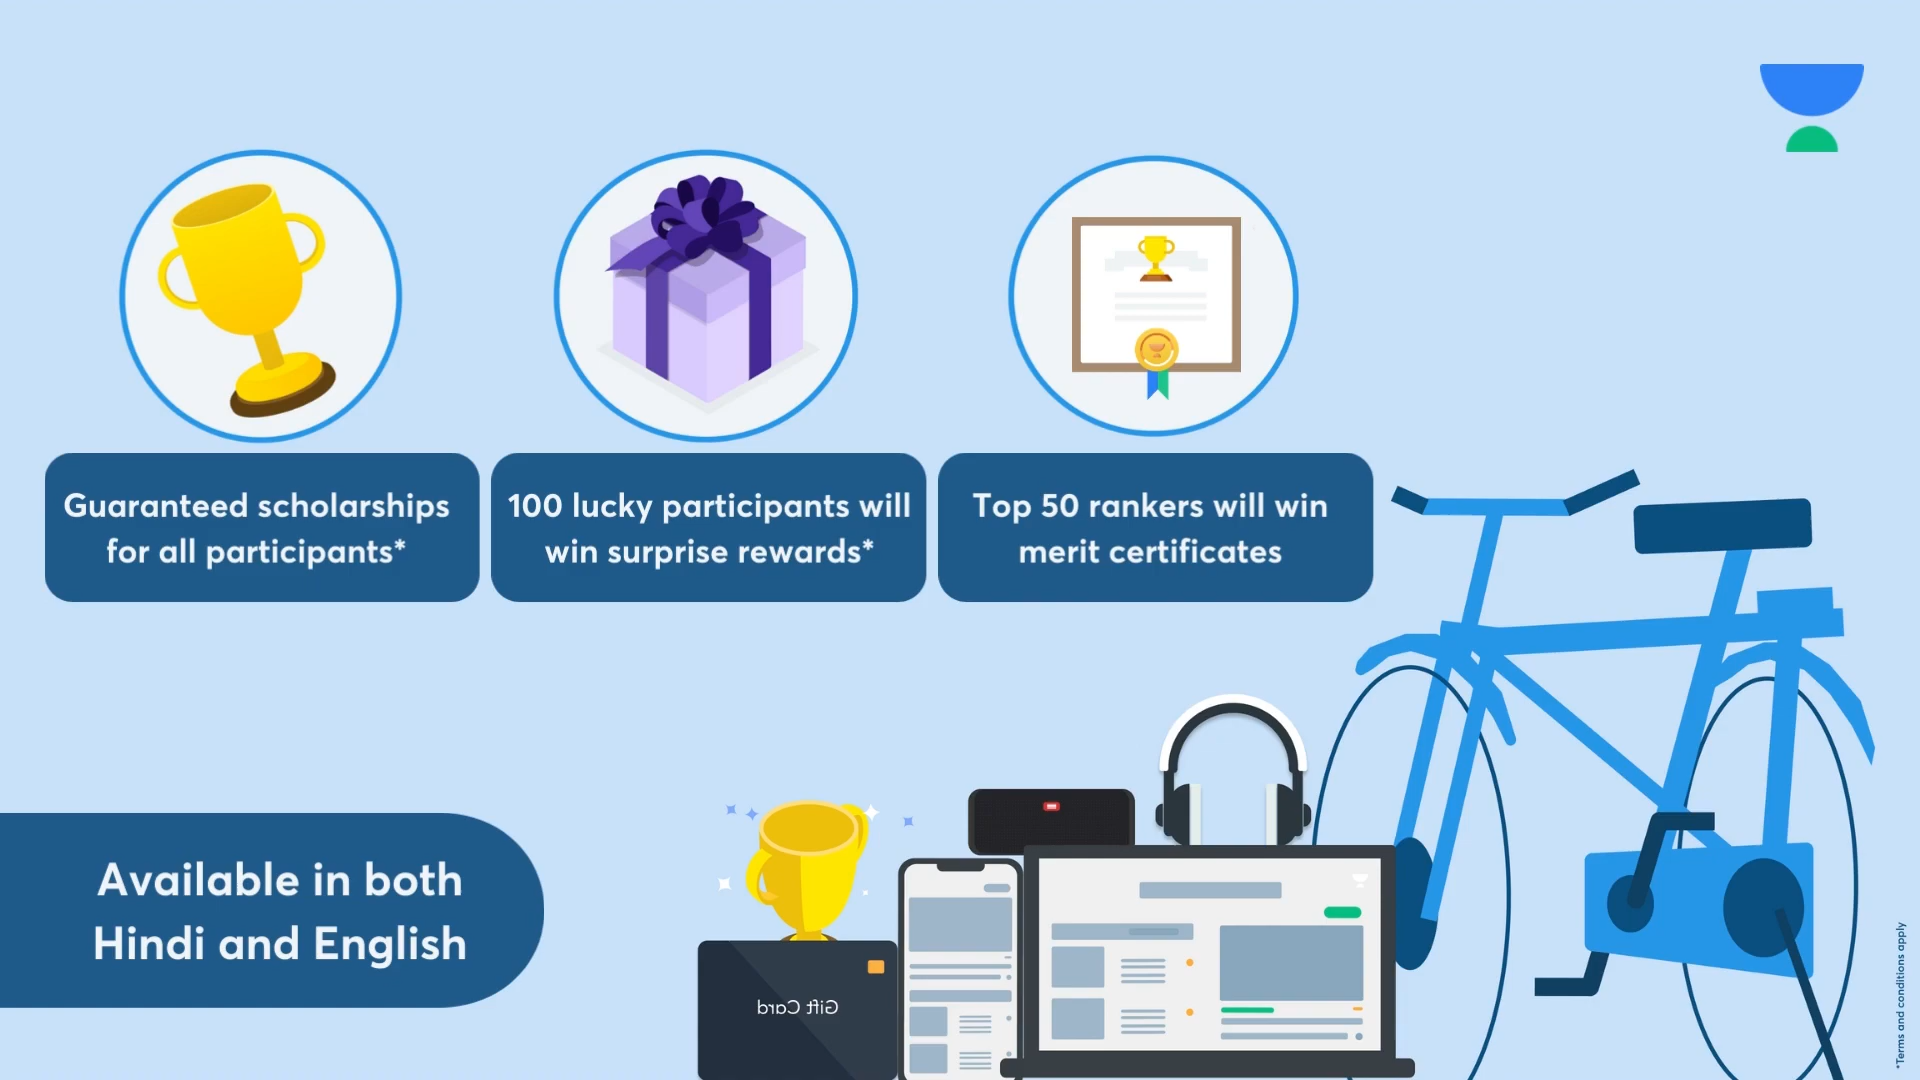 Guaranteed scholarships
for all participants*
100 lucky participants will
win surprise rewards*
Top 50 rankers will win
merit certificates
Available in both
Hindi and English
Gift Card
*Terms and conditions apply